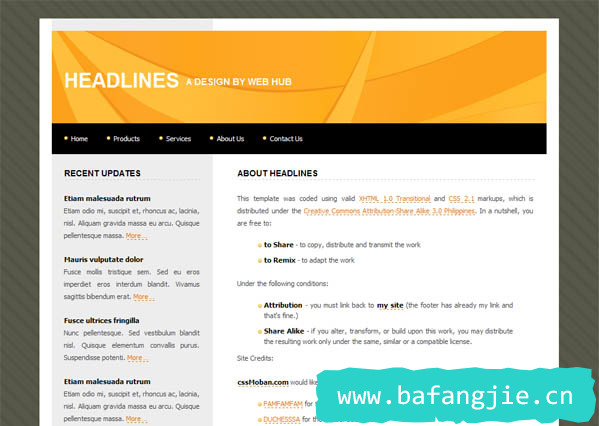 HEADLINES A DESIGN BY WEB HUB
Home Products Services About Us Contact Us
RECENT UPDATES
Etiam malesuada rutrum
Etiam odio mi, suscipit et, rhoncus ac, lacinia,
nisl. Aliquam gravida massa eu arcu. Quisque
pellentesque massa. More...
Mauris vulputate dolor
Fusce mollis tristique sem. Sed eu eros
imperdiet eros interdum blandit. Vivamus
sagittis bibendum erat. More...
Fusce ultrices fringilla
Nunc pellentesque. Sed vestibulum blandit
nisl. Quisque elementum convallis purus.
Suspendisse potenti. More...
Etiam malesuada rutrum
Etiam odio mi, suscipit et, rhoncus ac, lacinia,
nisl. Aliquam gravida massa eu arcu. Quisque
pellentesque massa. More...
ABOUT HEADLINES
This template was coded using valid XHTML 1.0 Transitional and CSS 2.1 markups, which is
distributed under the Creative Commons Attribution-Share Alike 3.0 Philippines. In a nutshell, you
are free to:
to Share - to copy, distribute and transmit the work
to Remix - to adapt the work
Under the following conditions:
Attribution - you must link back to my site (the footer has already my link and
that's fine.)
Share Alike - if you alter, transform, or build upon this work, you may distribute
the resulting work only under the same, similar or a compatible license.
Site Credits:
cssMoban.com would like
FAMFAMFAM for
DUCHESSSA for
www.bafangjie.cn